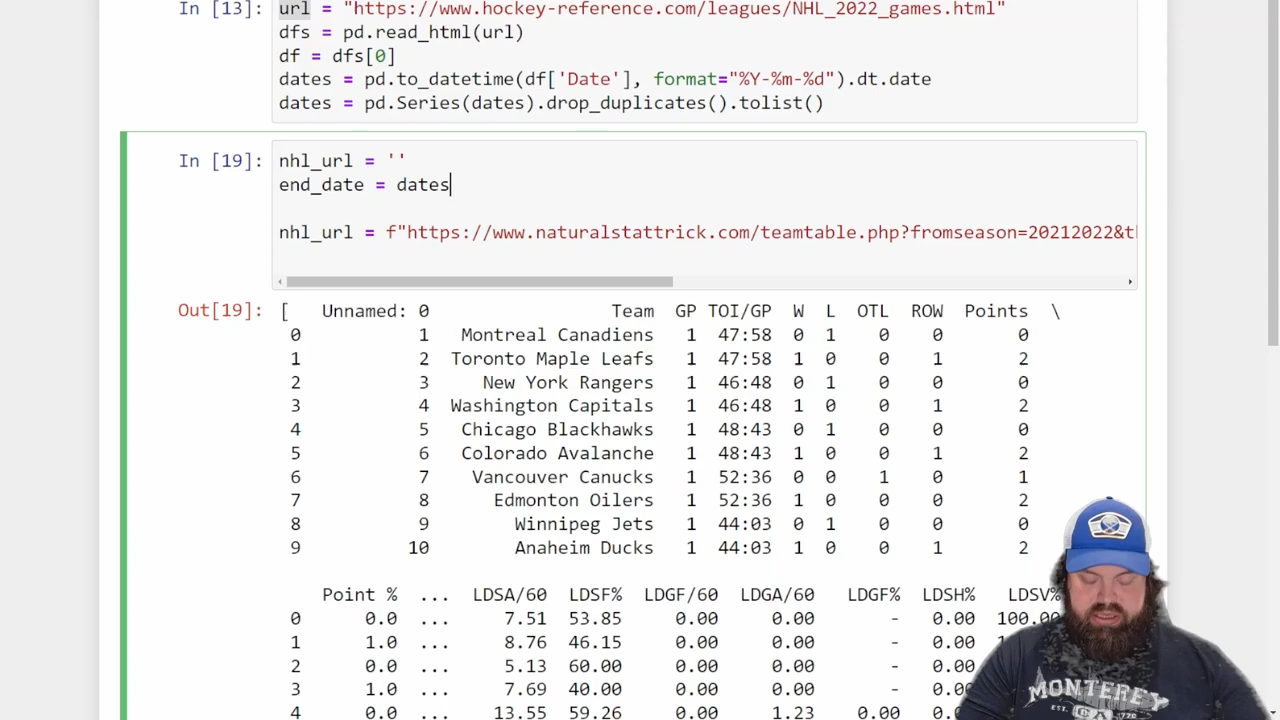 In [13]: url = "https://www.hockey-reference.com/leagues/NHL_2022_games.html"
dfs = pd.read_html(url)
df = dfs[0]
dates = pd.to_datetime(df['Date'], format="%Y-%m-%d").dt.date
dates = pd.Series(dates).drop_duplicates().tolist()
In [19]: nhl_url = ''
end_date = dates
nhl_url = f"https://www.naturalstattrick.com/teamtable.php?fromseason=20212022&th
Out[19]: [ Unnamed: 0 Team GP TOI/GP W L OTL ROW Points \
0 1 Montreal Canadiens 1 47:58 0 1 0 0 0
1 2 Toronto Maple Leafs 1 47:58 1 0 0 1 2
2 3 New York Rangers 1 46:48 0 1 0 0 0
3 4 Washington Capitals 1 46:48 1 0 0 1 2
4 5 Chicago Blackhawks 1 48:43 0 1 0 0 0
5 6 Colorado Avalanche 1 48:43 1 0 0 1 2
6 7 Vancouver Canucks 1 52:36 0 0 1 0 1
7 8 Edmonton Oilers 1 52:36 1 0 0 0 2
8 9 Winnipeg Jets 1 44:03 0 1 0 0 0
9 10 Anaheim Ducks 1 44:03 1 0 0 1 2
Point % ... LDSA/60 LDSF% LDGF/60 LDGA/60 LDGF% LDSH% LDSV%
0 0.0 ... 7.51 53.85 0.00 0.00 - 0.00 100.00
1 1.0 ... 8.76 46.15 0.00 0.00 - 0.00
2 0.0 ... 5.13 60.00 0.00 0.00 - 0.00
3 1.0 ... 7.69 40.00 0.00 0.00 -
4 0.0 ... 13.55 59.26 0.00 1.23 0.00
MONTEREY
EST.